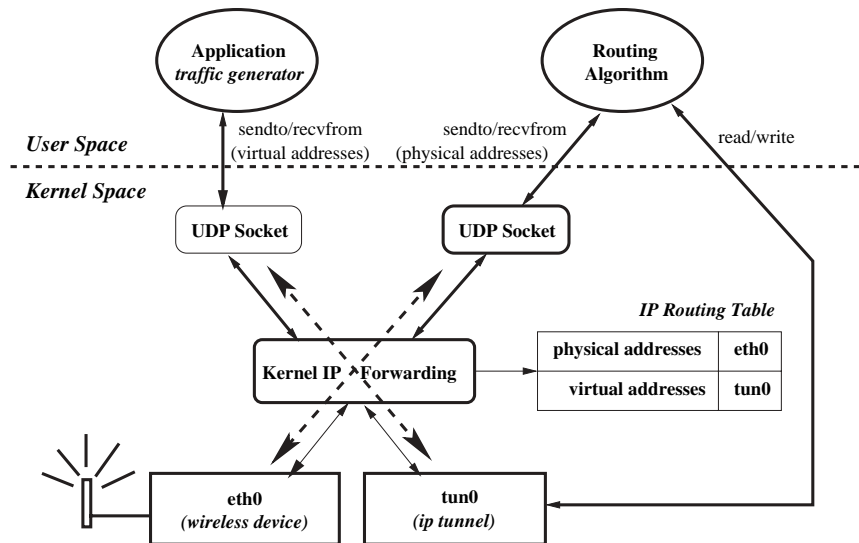 Application
traffic generator
Routing
Algorithm
sendto/recvfrom
(virtual addresses)
sendto/recvfrom
(physical addresses)
read/write
User Space
Kernel Space
UDP Socket
UDP Socket
IP Routing Table
physical addresses eth0
virtual addresses tun0
Kernel IP Forwarding
eth0
(wireless device)
tun0
(ip tunnel)